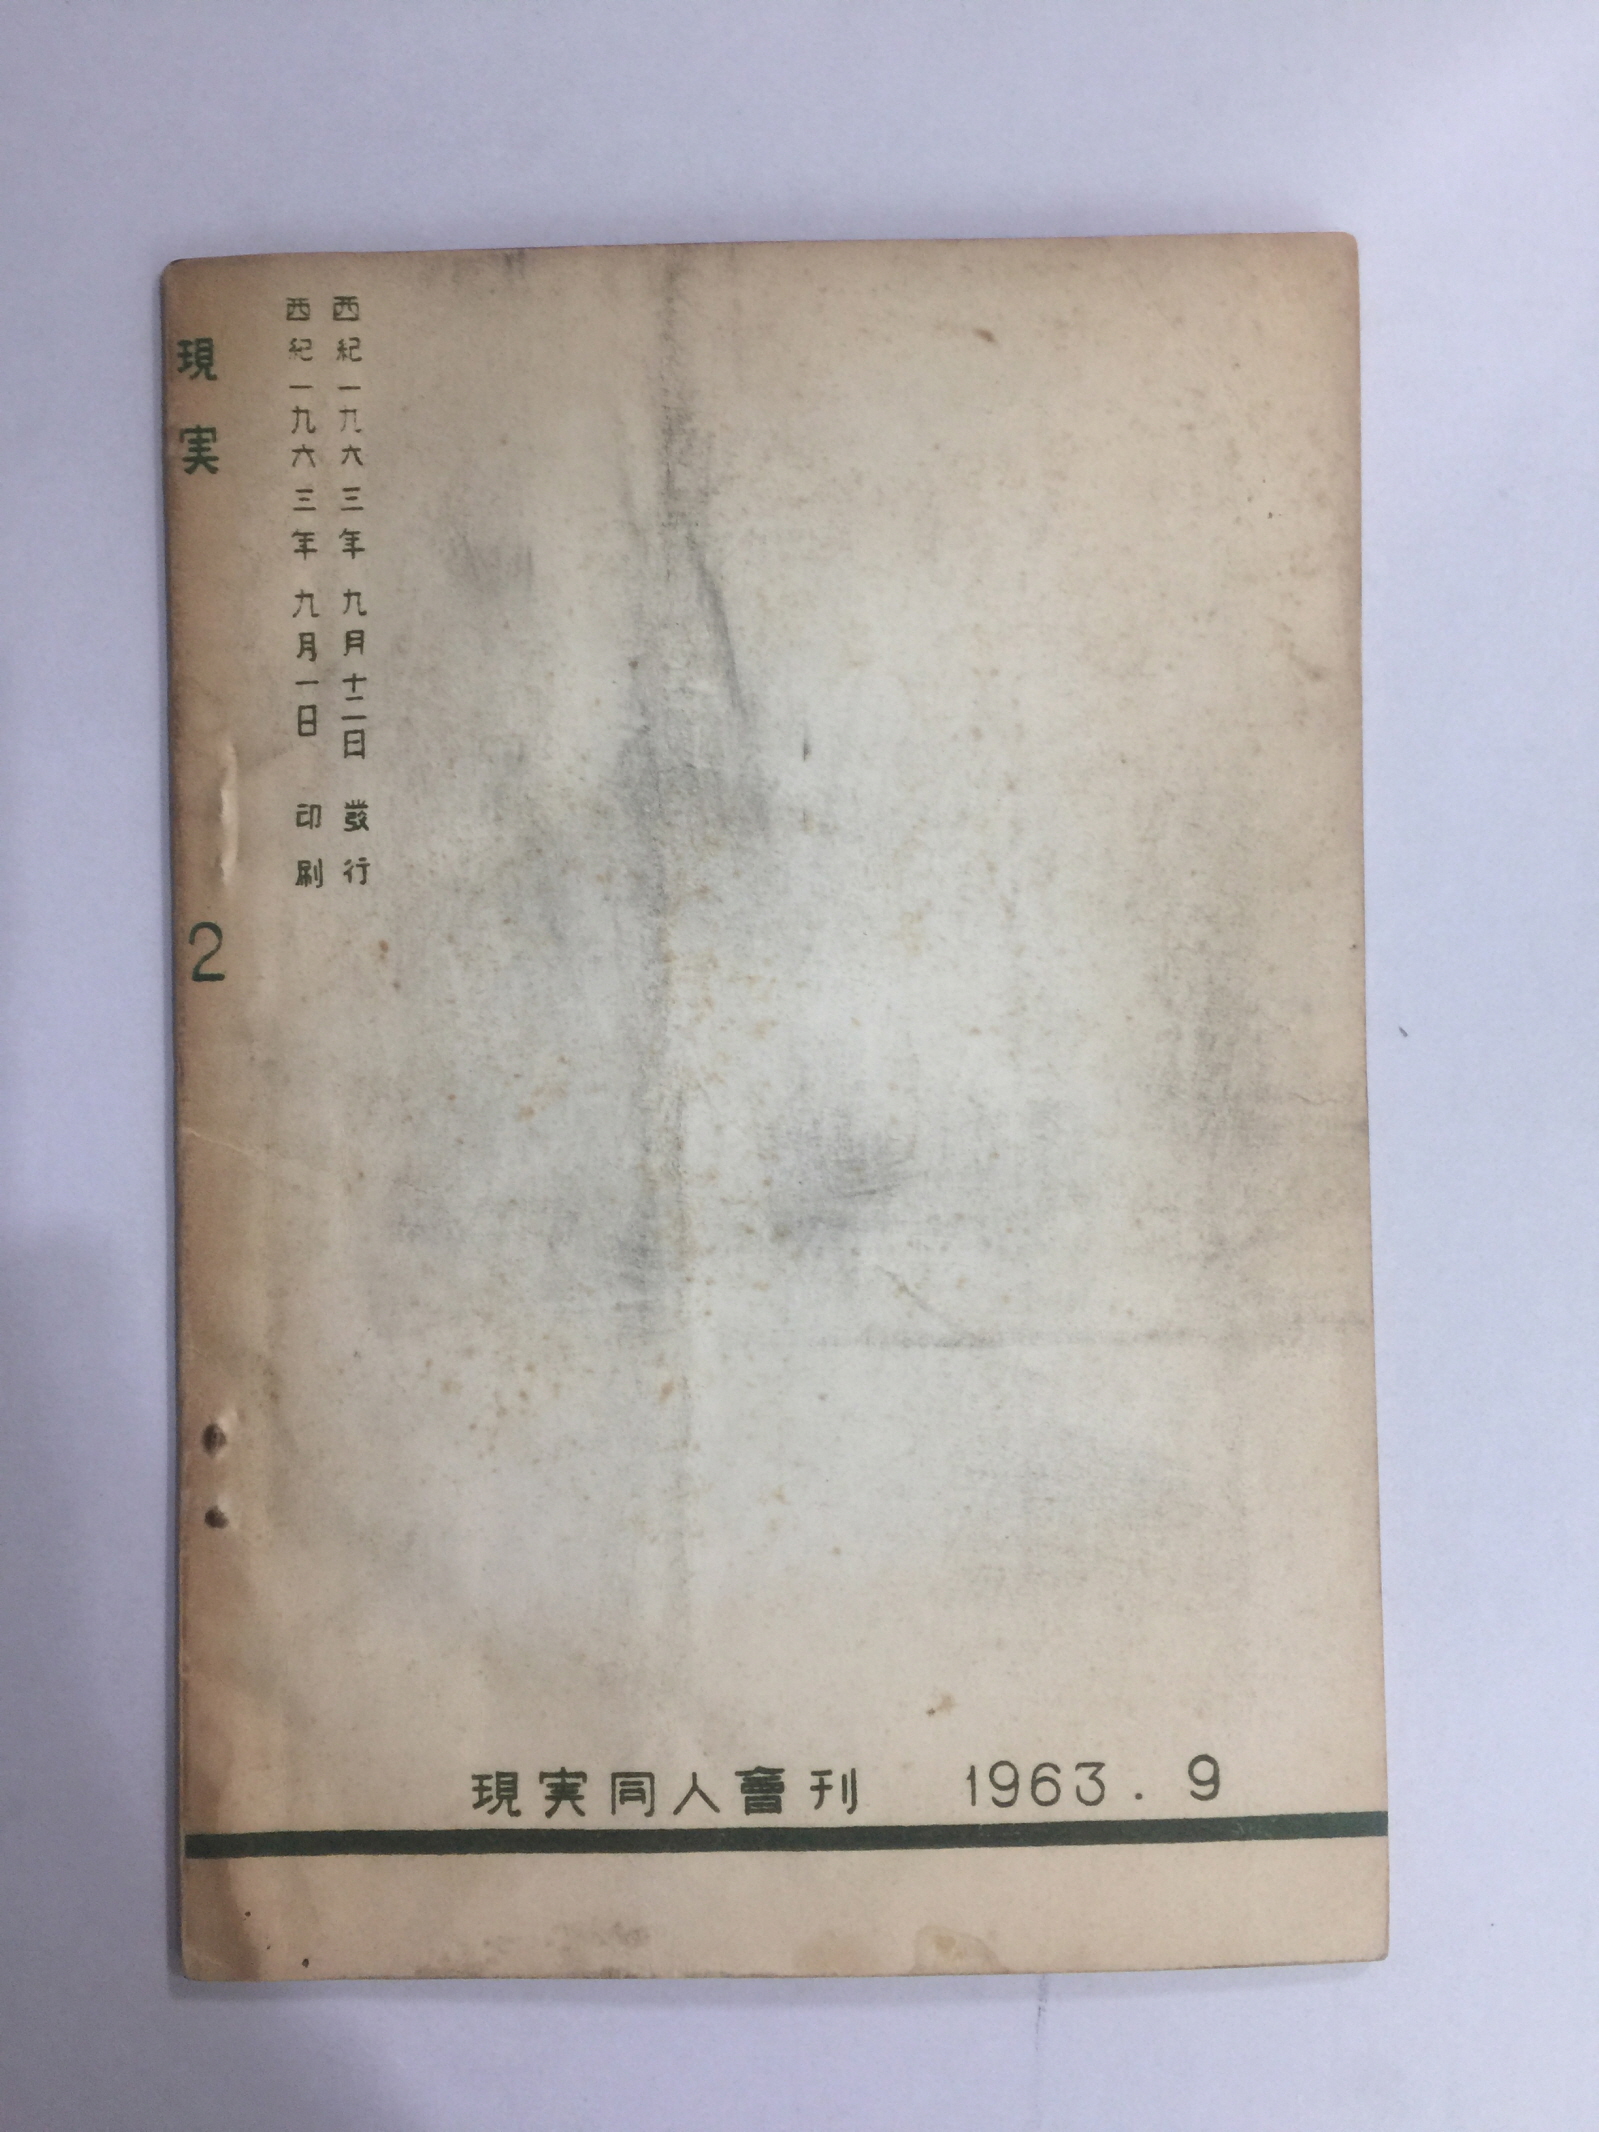 現実 2
西紀一九六三年 九月一日 印刷
西紀一九六三年 九月十二日 發行
現実同人會刊 1963. 9